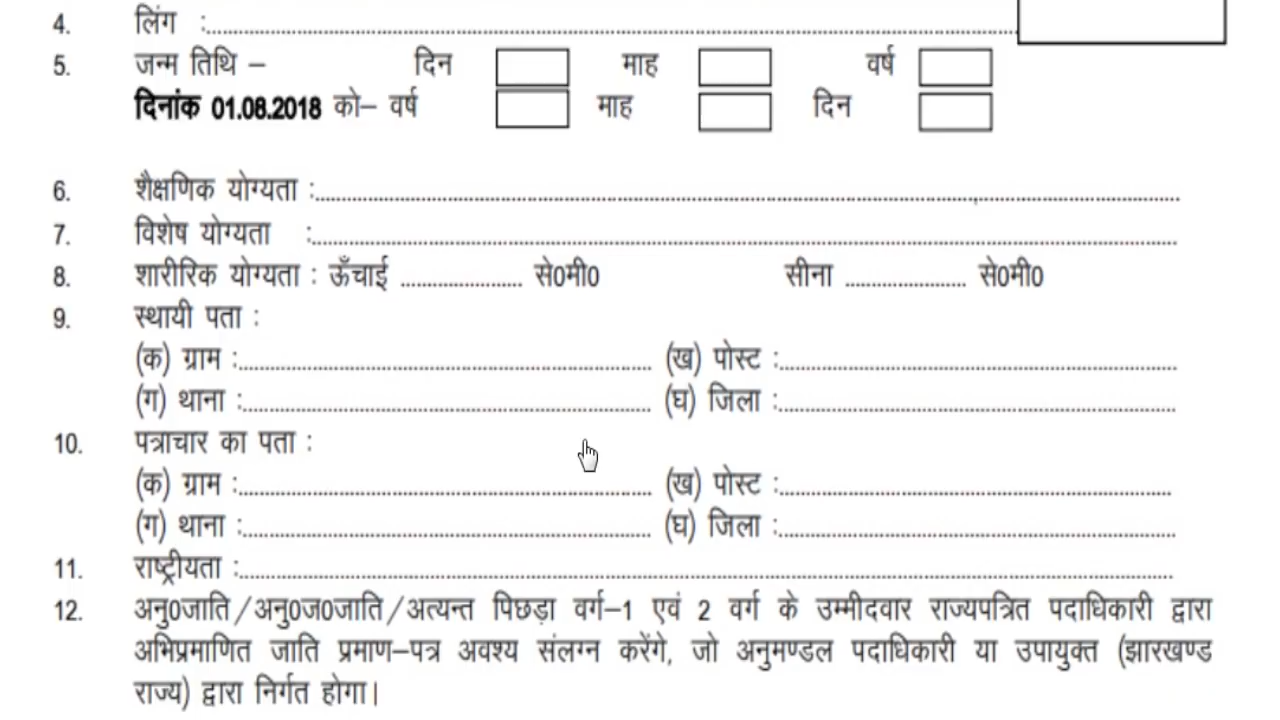 4. लिंग :....................
5. जन्म तिथि – दिन माह वर्ष
दिनांक 01.08.2018 को– वर्ष माह दिन
6. शैक्षणिक योग्यता :....................
7. विशेष योग्यता :....................
8. शारीरिक योग्यता : ऊँचाई .................... से0मी0 सीना .................... से0मी0
9. स्थायी पता :
(क) ग्राम :.................... (ख) पोस्ट :....................
(ग) थाना :.................... (घ) जिला :....................
10. पत्राचार का पता :
(क) ग्राम :.................... (ख) पोस्ट :....................
(ग) थाना :.................... (घ) जिला :....................
11. राष्ट्रीयता :....................
12. अनु0जाति/अनु0ज0जाति/अत्यन्त पिछड़ा वर्ग–1 एवं 2 वर्ग के उम्मीदवार राज्यपत्रित पदाधिकारी द्वारा
अभिप्रमाणित जाति प्रमाण–पत्र अवश्य संलग्न करेंगे, जो अनुमण्डल पदाधिकारी या उपायुक्त (झारखण्ड
राज्य) द्वारा निर्गत होगा।